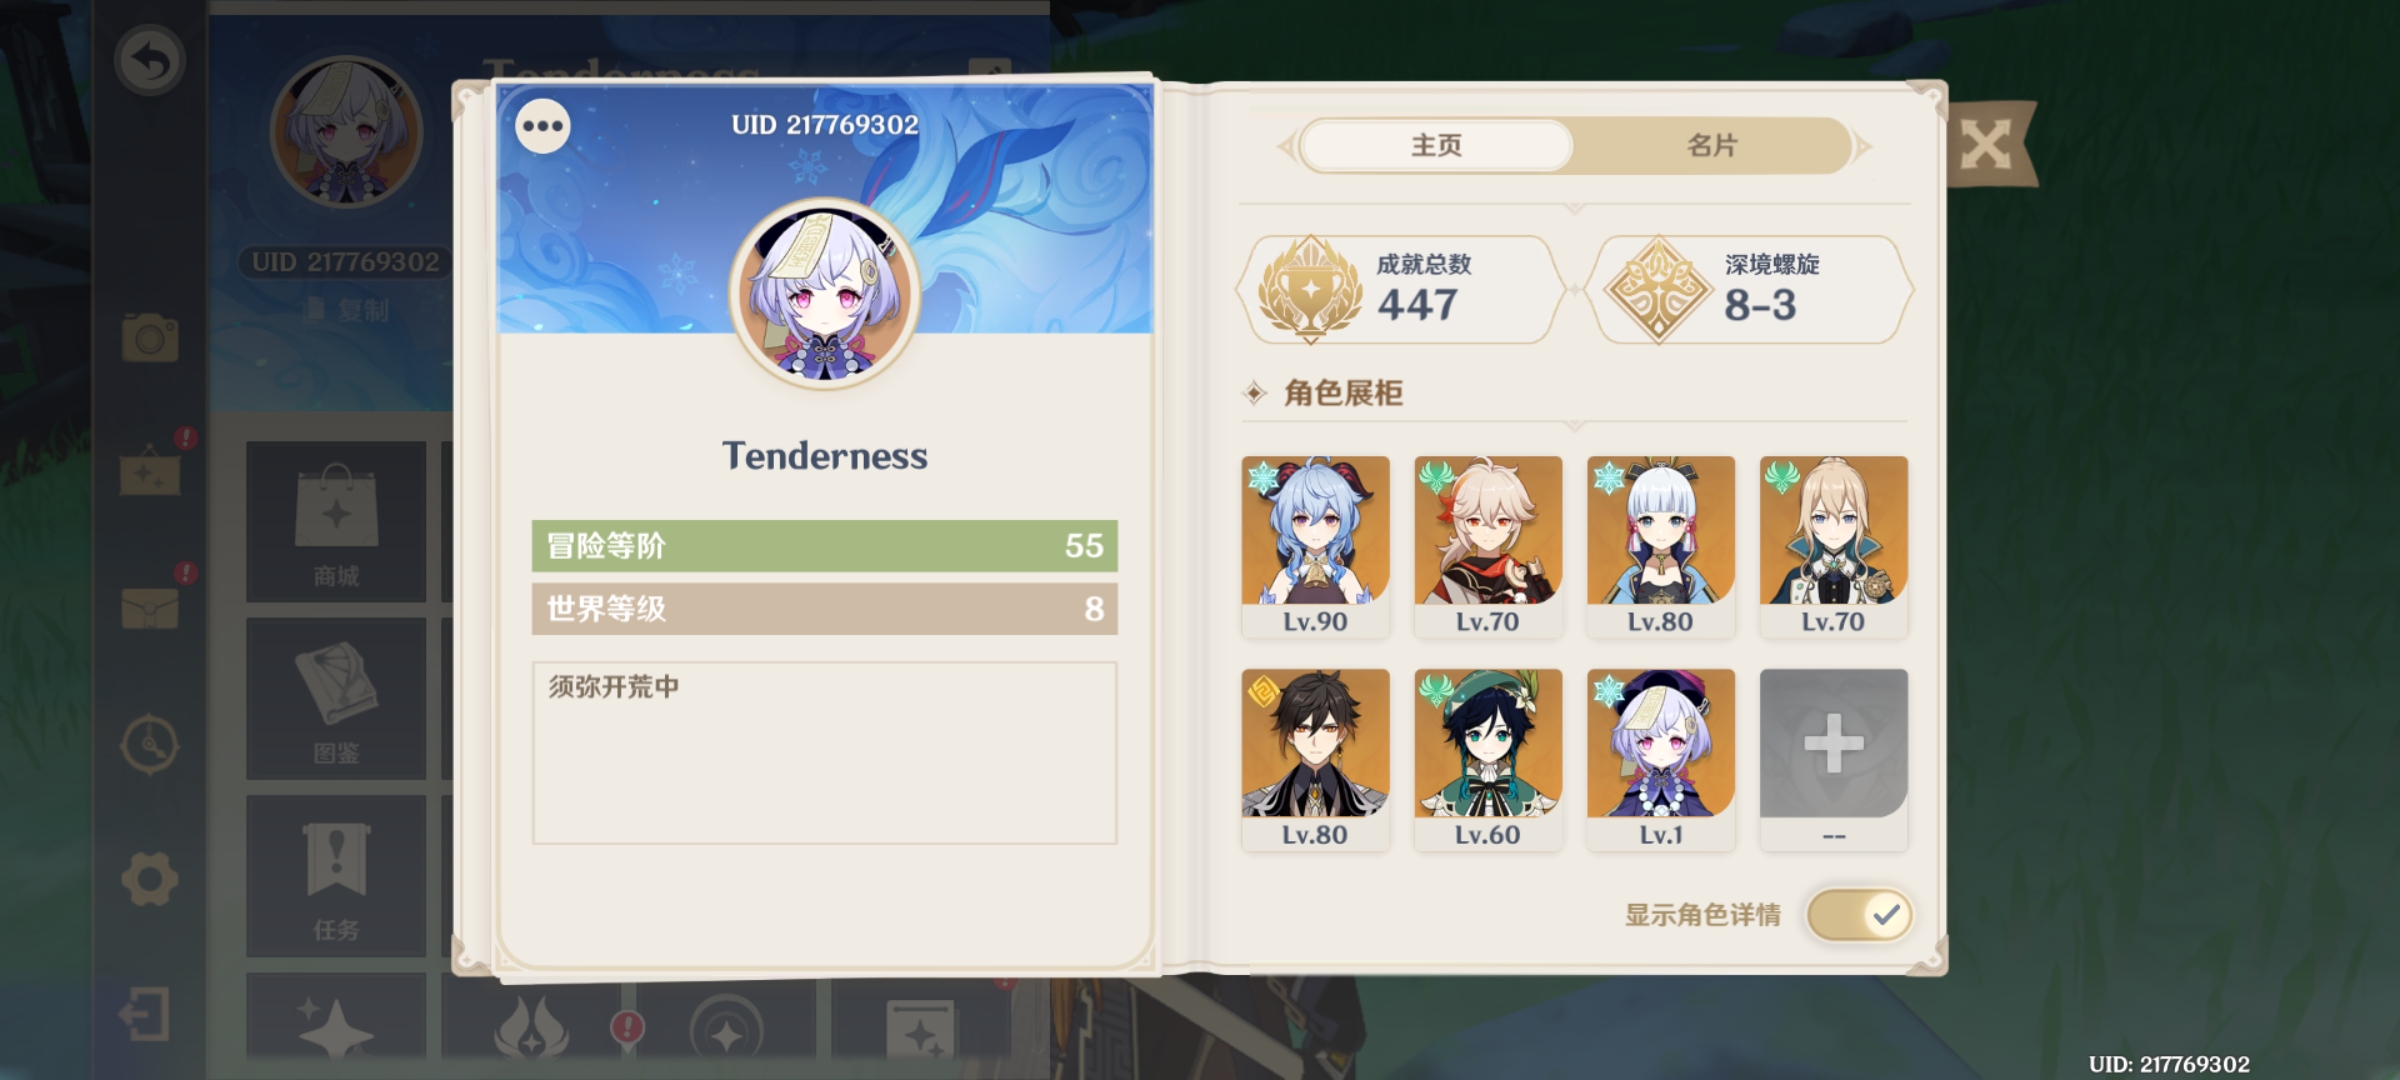 Tenderness
UID 217769302
复制
商城
图鉴
任务
UID 217769302
Tenderness
冒险等阶 55
世界等级 8
须弥开荒中
主页 名片
成就总数
447
深境螺旋
8-3
角色展柜
Lv.90 Lv.70 Lv.80 Lv.70
Lv.80 Lv.60 Lv.1 --
显示角色详情
UID: 217769302